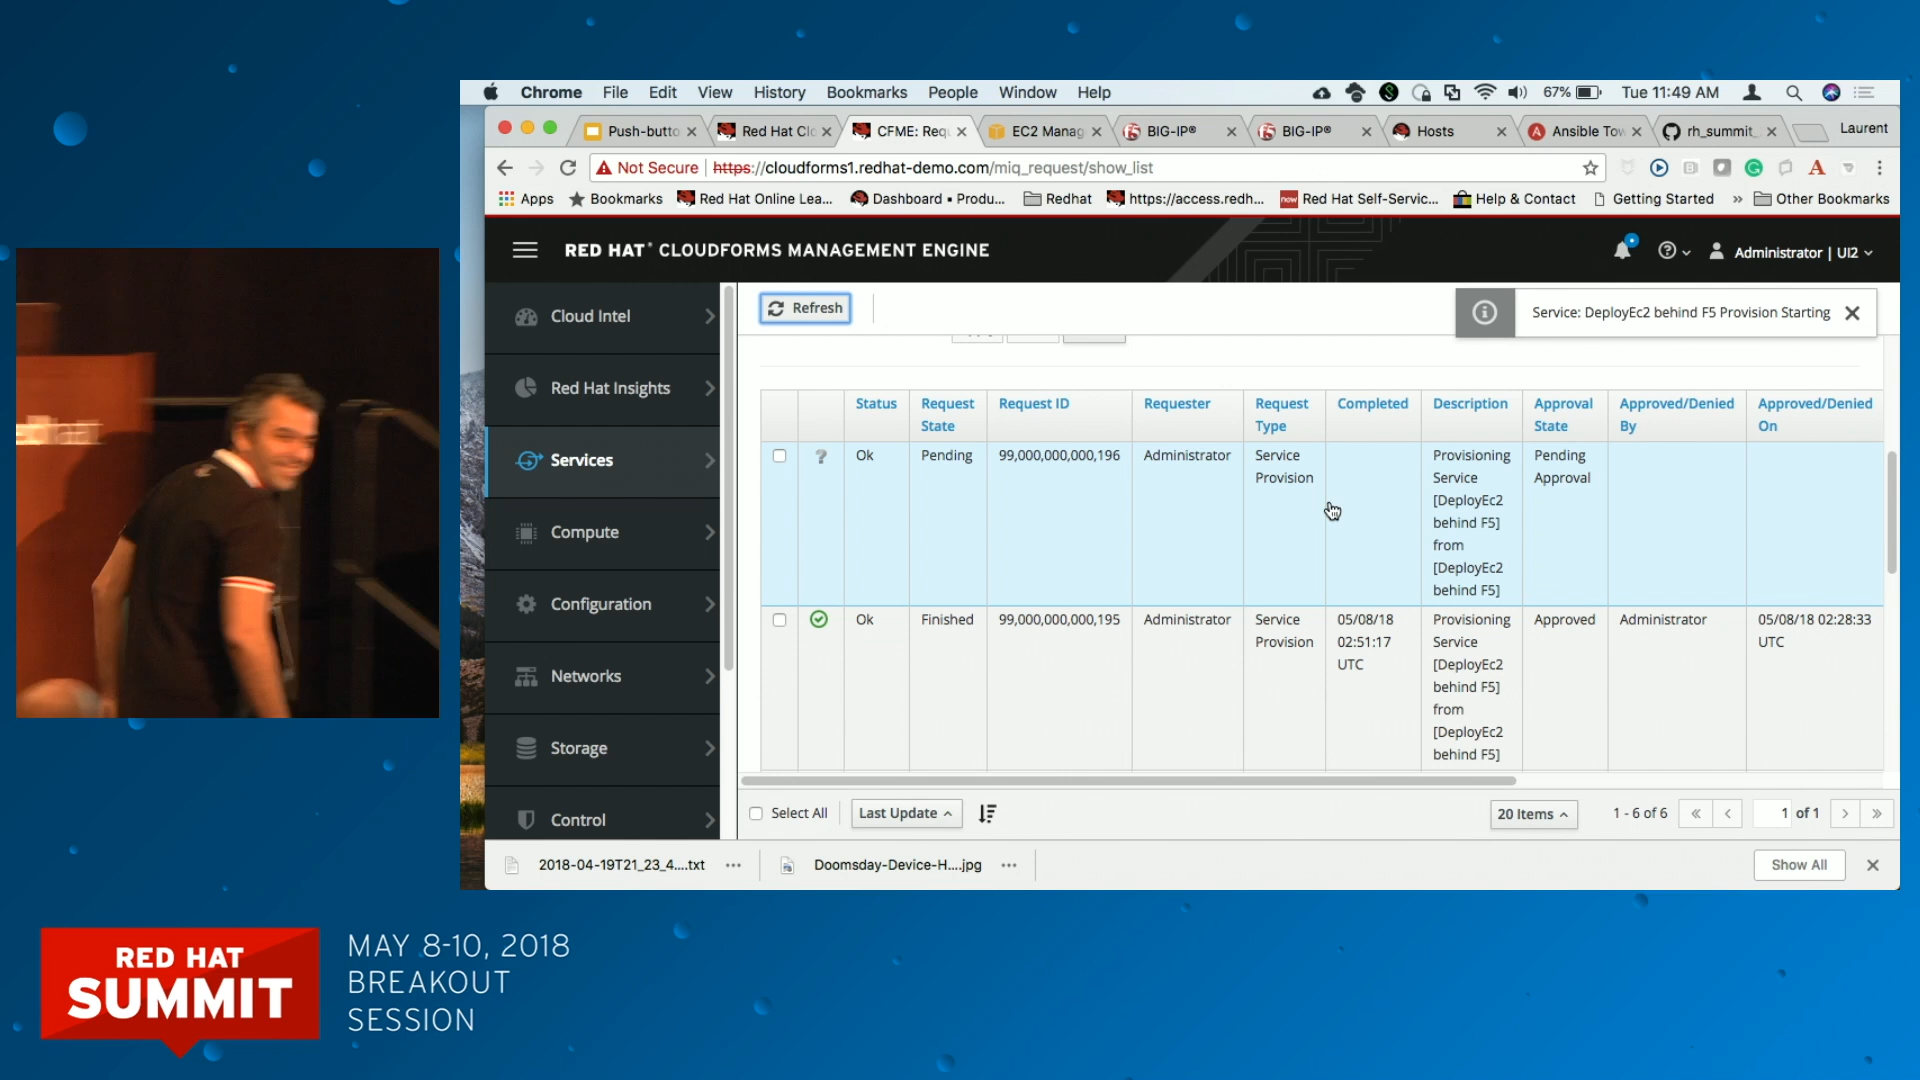 Chrome File Edit View History Bookmarks People Window Help
67% Tue 11:49 AM
Push-butto
Red Hat Clo
CFME: Requ
EC2 Manag
BIG-IP®
BIG-IP®
Hosts
Ansible Tow
rh_summit_
Laurent
Not Secure https://cloudforms1.redhat-demo.com/miq_request/show_list
Apps Bookmarks Red Hat Online Lea... Dashboard • Produ... Redhat https://access.redh... Red Hat Self-Servic... Help & Contact Getting Started » Other Bookmarks
RED HAT® CLOUDFORMS MANAGEMENT ENGINE
Administrator | UI2
Cloud Intel
Red Hat Insights
Services
Compute
Configuration
Networks
Storage
Control
Refresh
Service: DeployEc2 behind F5 Provision Starting
Status
Request State
Request ID
Requester
Request Type
Completed
Description
Approval State
Approved/Denied By
Approved/Denied On
Ok
Pending
99,000,000,000,196
Administrator
Service
Provision
Provisioning
Service
[DeployEc2
behind F5]
from
[DeployEc2
behind F5]
Pending
Approval
Ok
Finished
99,000,000,000,195
Administrator
Service
Provision
05/08/18
02:51:17
UTC
Provisioning
Service
[DeployEc2
behind F5]
from
[DeployEc2
behind F5]
Approved
Administrator
05/08/18 02:28:33
UTC
Select All
Last Update
20 Items
1 - 6 of 6
1 of 1
2018-04-19T21_23_4....txt
Doomsday-Device-H....jpg
Show All
RED HAT
SUMMIT
MAY 8-10, 2018
BREAKOUT
SESSION